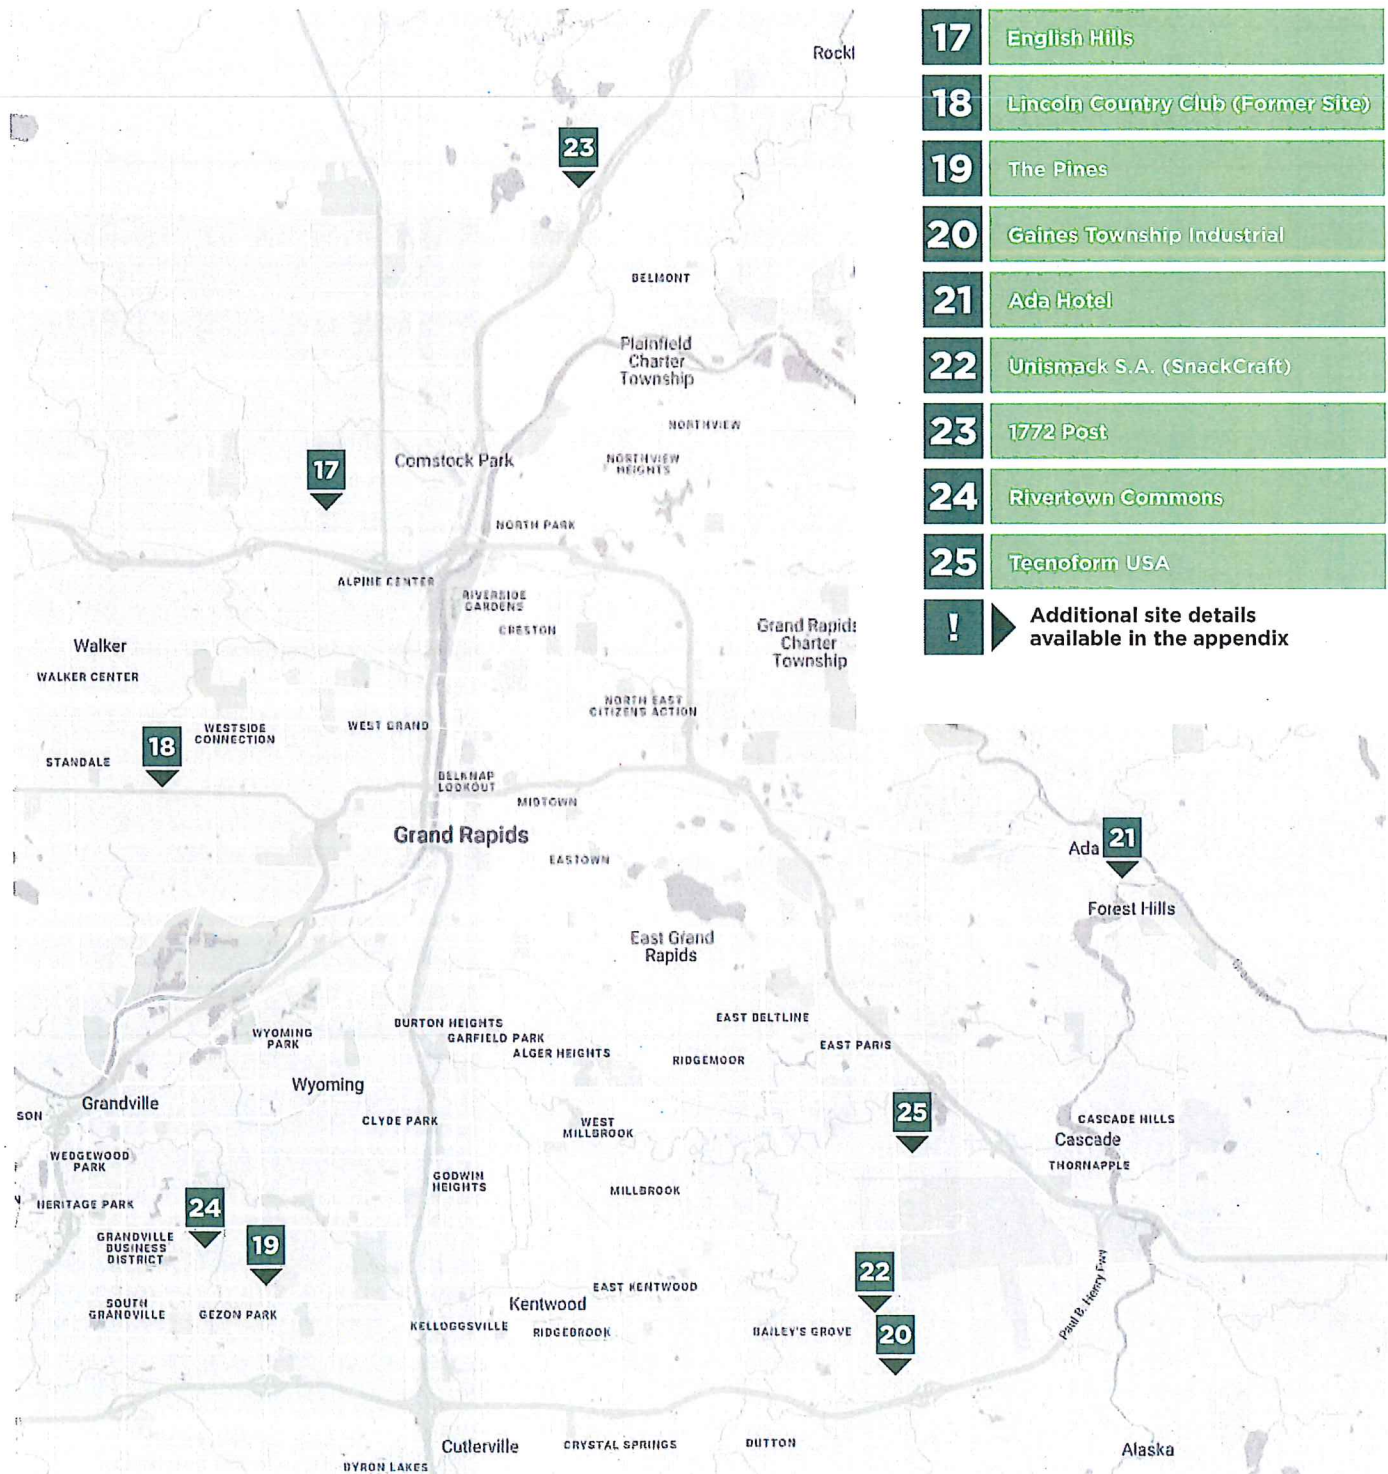 17 English Hills
18 Lincoln Country Club (Former Site)
19 The Pines
20 Gaines Township Industrial
21 Ada Hotel
22 Unismack S.A. (SnackCraft)
23 1772 Post
24 Rivertown Commons
25 Tecnoform USA
! Additional site details
available in the appendix
Rockf
23
BELMONT
Plainfield
Charter
Township
NORTHVIEW
17
Comstock Park
NORTHVIEW
HEIGHTS
NORTH PARK
ALPINE CENTER
RIVERSIDE
GARDENS
CRESTON
Grand Rapids
Charter
Township
Walker
WALKER CENTER
NORTH EAST
CITIZENS ACTION
18
WESTSIDE
CONNECTION
WEST GRAND
STANDALE
BELKNAP
LOOKOUT
MIDTOWN
Grand Rapids
EASTOWN
Ada
21
Forest Hills
East Grand
Rapids
BURTON HEIGHTS
GARFIELD PARK
ALGER HEIGHTS
EAST BELTLINE
WYOMING
PARK
EAST PARIS
RIDGEMOOR
Wyoming
Grandville
SON
CLYDE PARK
WEST
MILLBROOK
25
CASCADE HILLS
Cascade
THORNAPPLE
WEDGEWOOD
PARK
GODWIN
HEIGHTS
MILLBROOK
HERITAGE PARK
24
GRANDVILLE
BUSINESS
DISTRICT
19
22
EAST KENTWOOD
Kentwood
SOUTH
GRANDVILLE
GEZON PARK
KELLOGGSVILLE
RIDGEBROOK
BAILEY'S GROVE
20
Paul B. Henry Fwy
Cutlerville
CRYSTAL SPRINGS
DUTTON
Alaska
BYRON LAKES